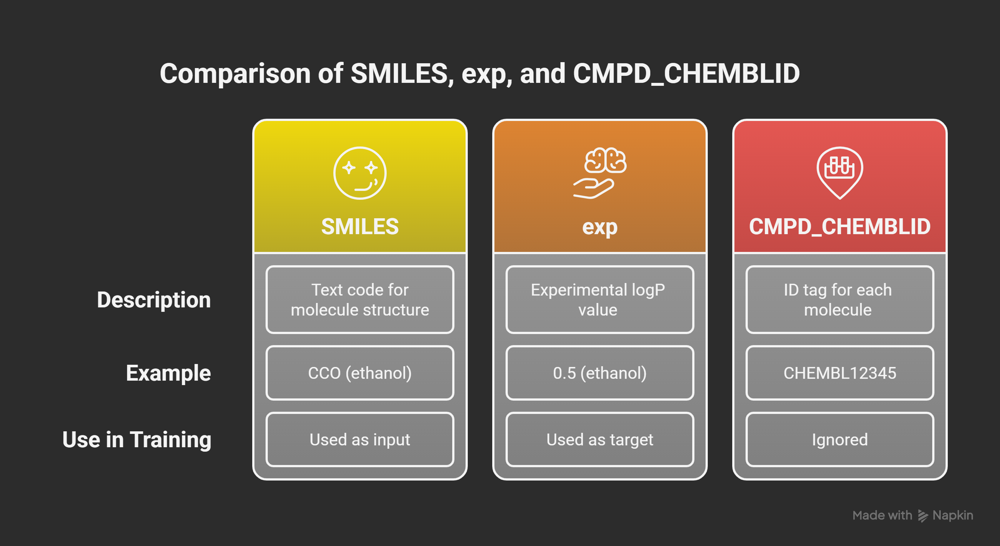 Comparison of SMILES, exp, and CMPD_CHEMBLID
SMILES
exp
CMPD_CHEMBLID
Description
Text code for
molecule structure
Experimental logP
value
ID tag for each
molecule
Example
CCO (ethanol)
0.5 (ethanol)
CHEMBL12345
Use in Training
Used as input
Used as target
Ignored
Made with Napkin